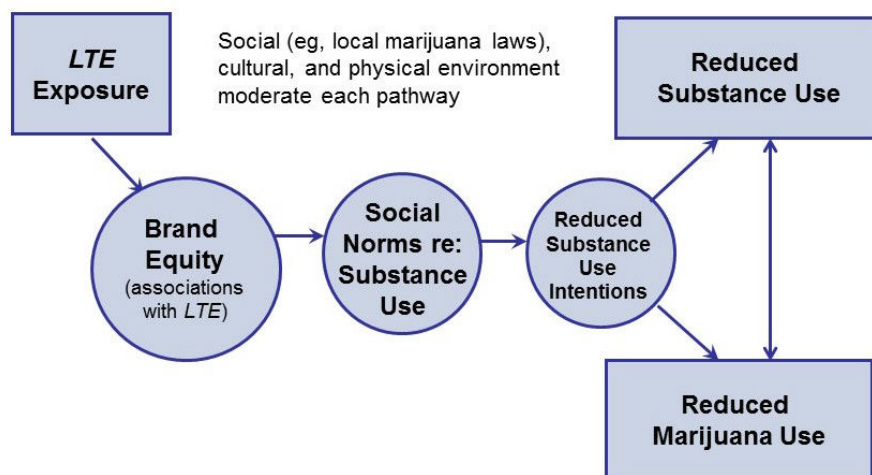 LTE
Exposure
Social (eg, local marijuana laws),
cultural, and physical environment
moderate each pathway
Reduced
Substance Use
Brand
Equity
(associations
with LTE)
Social
Norms re:
Substance
Use
Reduced
Substance
Use
Intentions
Reduced
Marijuana Use